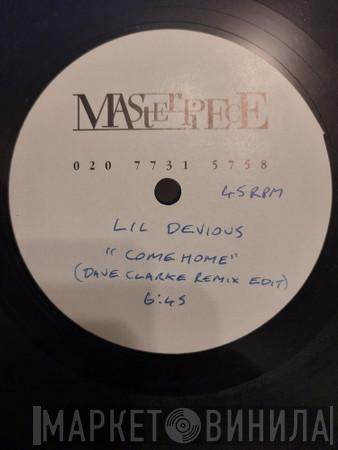 MASTERPIECE
020 7731 5758
45RPM
LIL DEVIOUS
"COME HOME"
(DAVE CLARKE REMIX EDIT)
6:45
МАРКЕТ ВИНИЛА